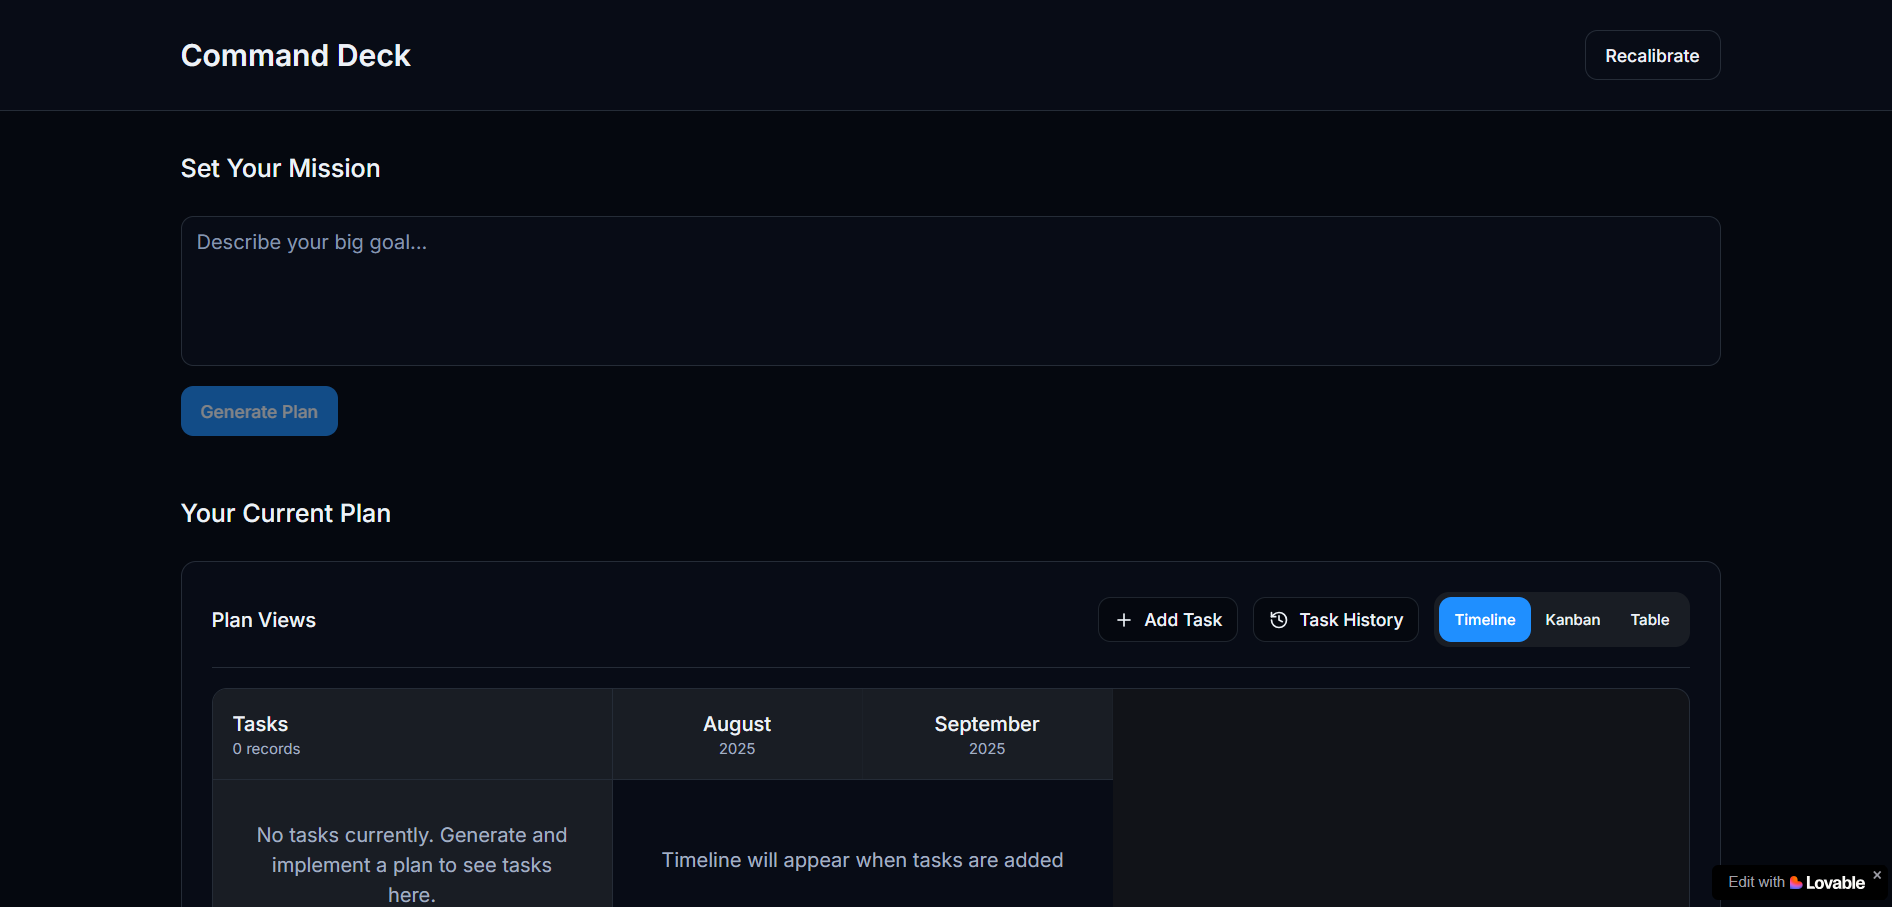 Command Deck
Recalibrate
Set Your Mission
Describe your big goal...
Generate Plan
Your Current Plan
Plan Views
Add Task
Task History
Timeline
Kanban
Table
Tasks
0 records
August
2025
September
2025
No tasks currently. Generate and
implement a plan to see tasks
here.
Timeline will appear when tasks are added
Edit with Lovable